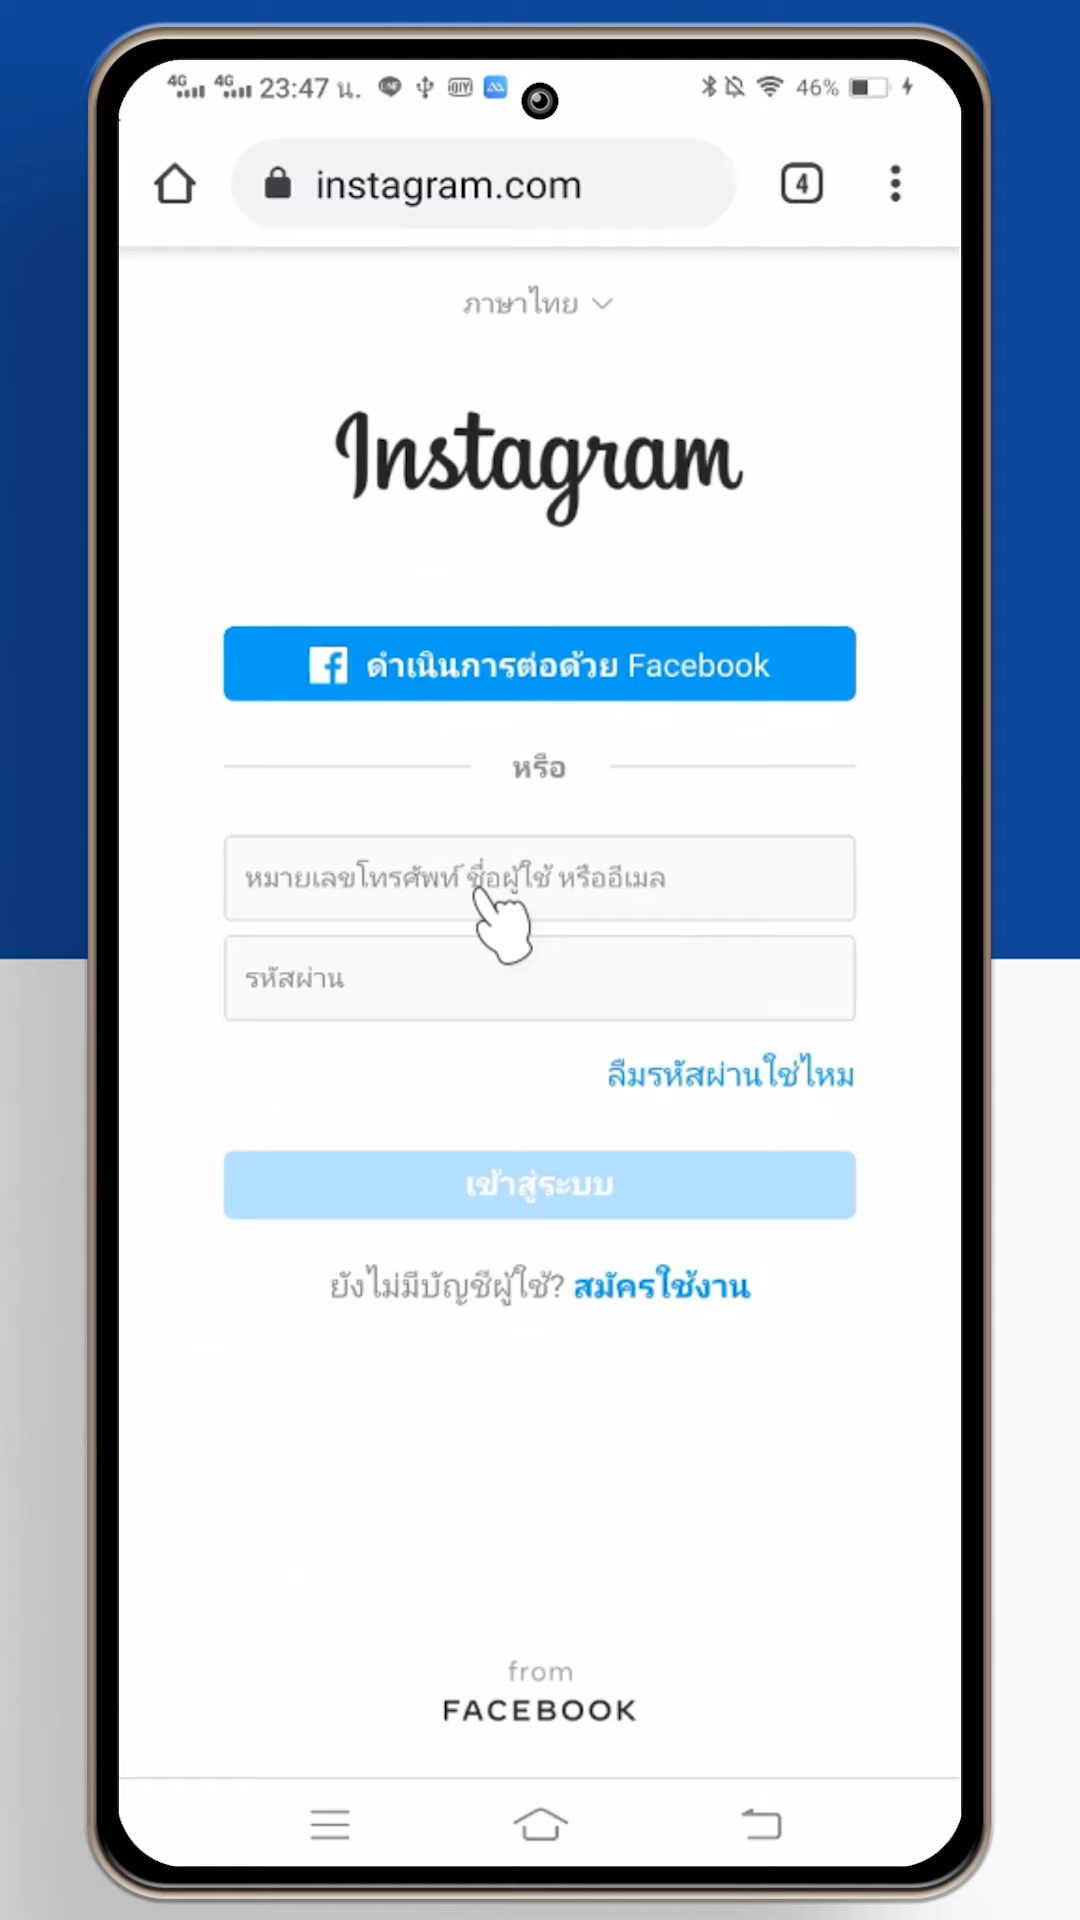 4G 4G 23:47 น. 46%
instagram.com 4
ภาษาไทย
Instagram
ดำเนินการต่อด้วย Facebook
หรือ
หมายเลขโทรศัพท์ ชื่อผู้ใช้ หรืออีเมล
รหัสผ่าน
ลืมรหัสผ่านใช่ไหม
เข้าสู่ระบบ
ยังไม่มีบัญชีผู้ใช้? สมัครใช้งาน
from
FACEBOOK